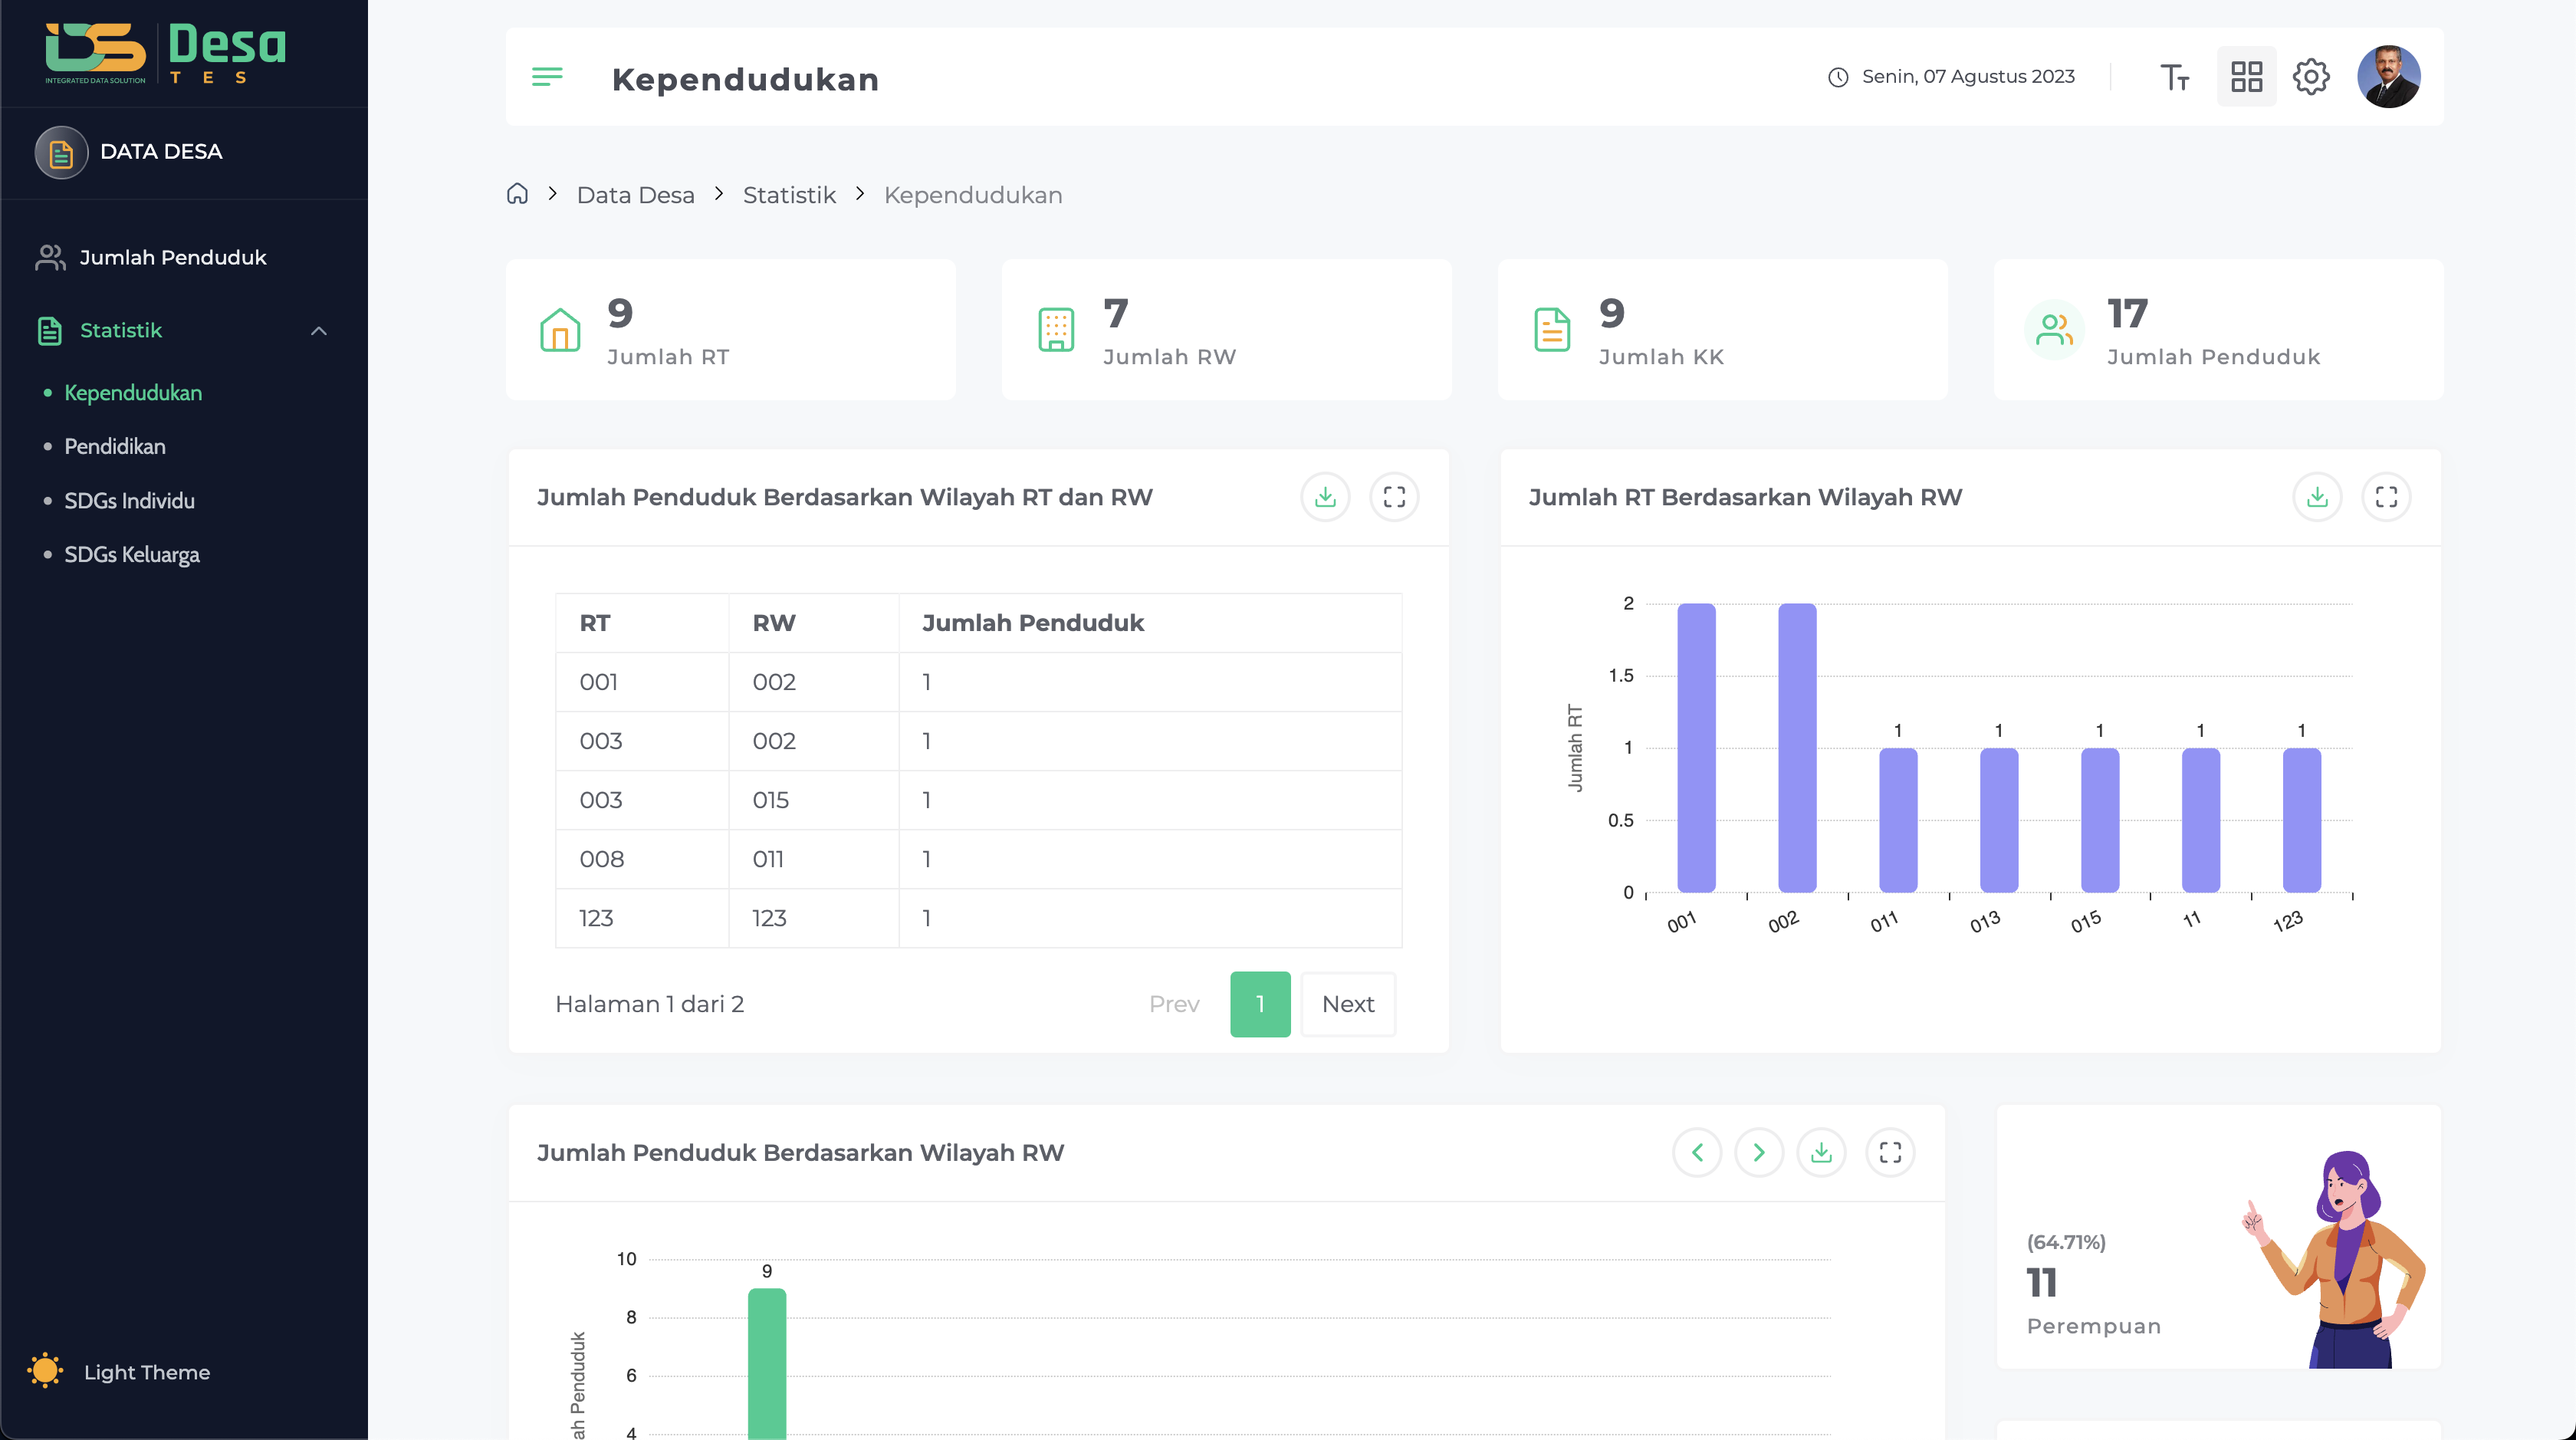 iDS
INTEGRATED DATA SOLUTION
Desa
TES
DATA DESA
Jumlah Penduduk
Statistik
Kependudukan
Pendidikan
SDGs Individu
SDGs Keluarga
Light Theme
Kependudukan
Senin, 07 Agustus 2023
Data Desa > Statistik > Kependudukan
9
Jumlah RT
7
Jumlah RW
9
Jumlah KK
17
Jumlah Penduduk
Jumlah Penduduk Berdasarkan Wilayah RT dan RW
RT RW Jumlah Penduduk
001 002 1
003 002 1
003 015 1
008 011 1
123 123 1
Halaman 1 dari 2 Prev 1 Next
Jumlah RT Berdasarkan Wilayah RW
Jumlah RT
2
1.5
1
0.5
0
1 1 1 1 1
001 002 011 013 015 11 123
Jumlah Penduduk Berdasarkan Wilayah RW
ah Penduduk
10
8
6
4
9
(64.71%)
11
Perempuan